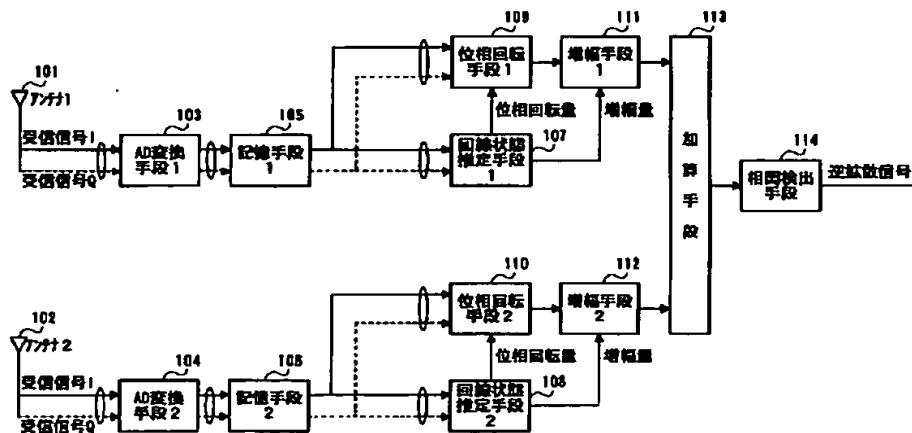 109
位相回転
手段1
111
増幅手段
1
113
加算手段
101
アンテナ1
受信信号I
受信信号Q
103
AD変換
手段1
105
記憶手段
1
位相回転量
増幅量
回線状態
推定手段
1
107
114
相関検出
手段
逆拡散信号
110
位相回転
手段2
112
増幅手段
2
102
アンテナ2
受信信号I
受信信号Q
104
AD変換
手段2
106
記憶手段
2
位相回転量
増幅量
回線状態
推定手段
2
108